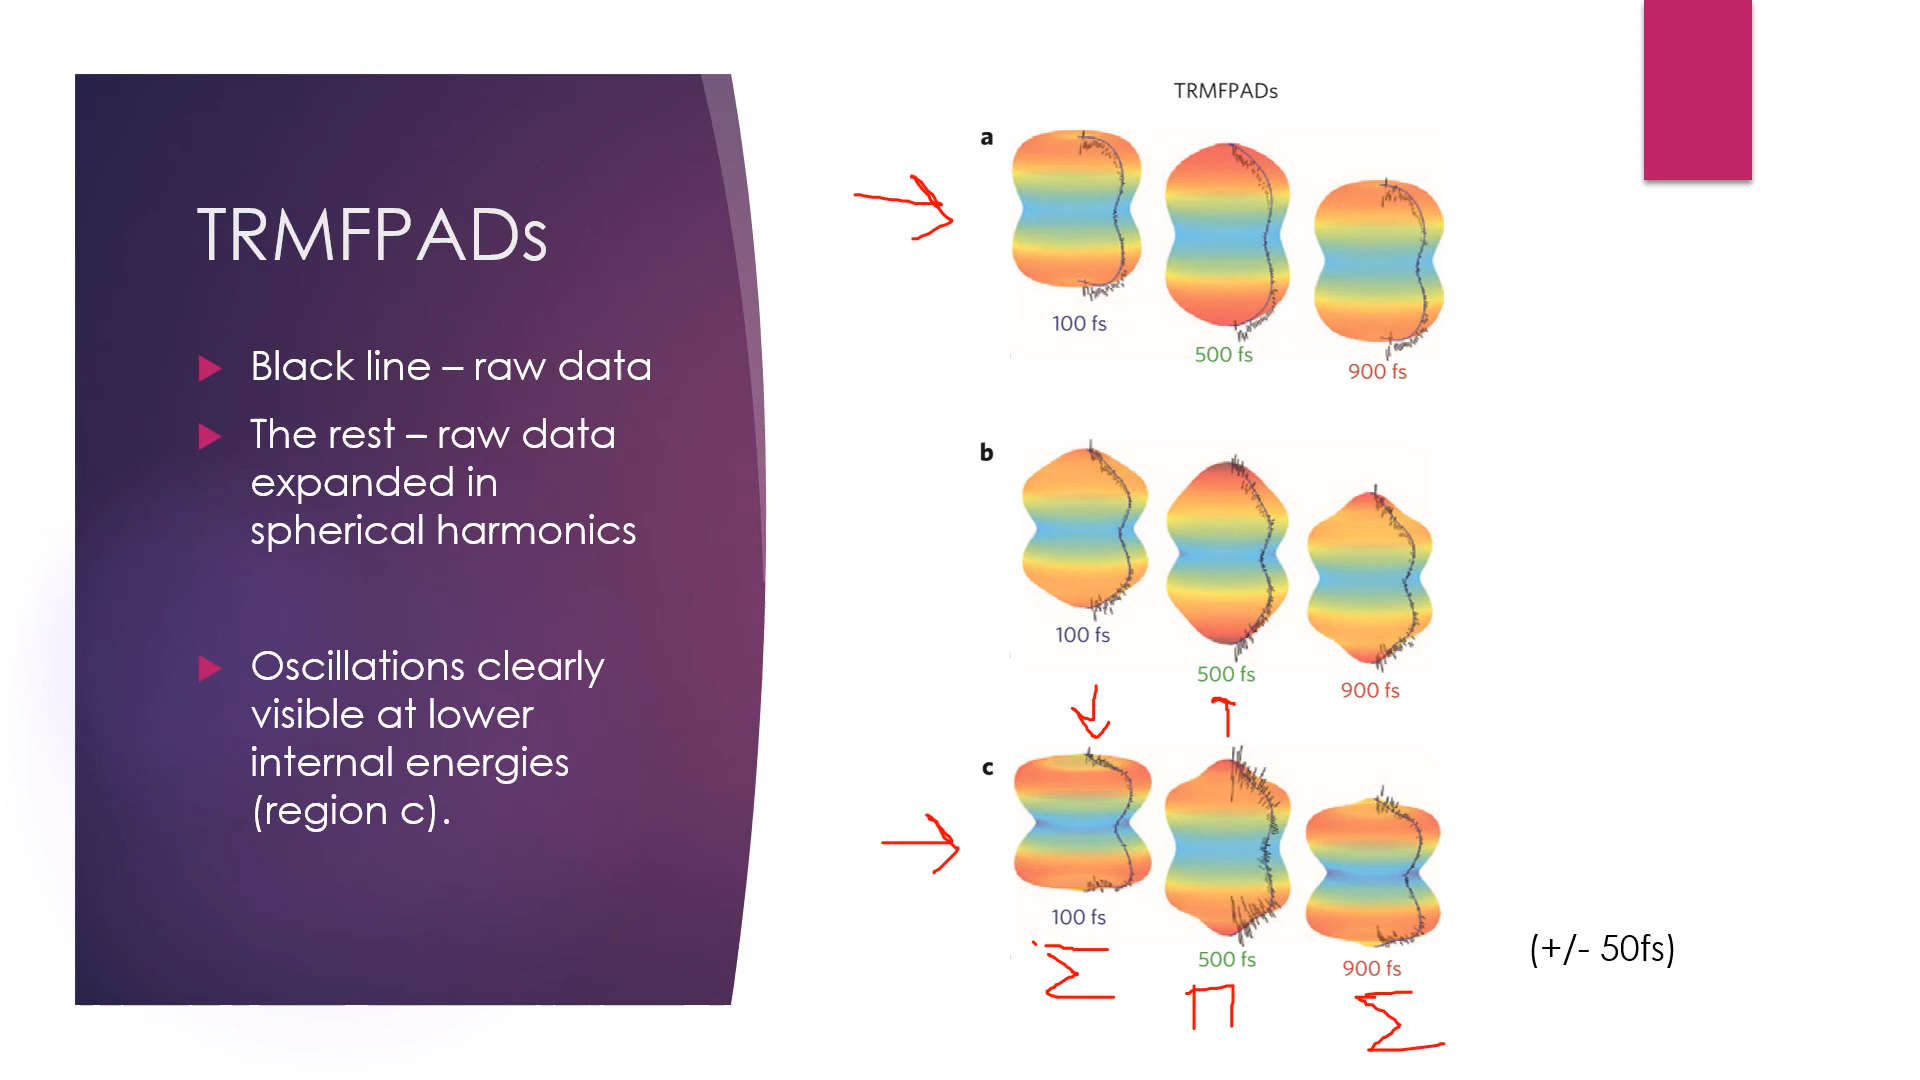 TRMFPADs
Black line – raw data
The rest – raw data
expanded in
spherical harmonics
Oscillations clearly
visible at lower
internal energies
(region c).
TRMFPADs
a
100 fs
500 fs
900 fs
b
100 fs
500 fs
900 fs
c
100 fs
500 fs
900 fs
Σ
Π
Σ
(+/- 50fs)